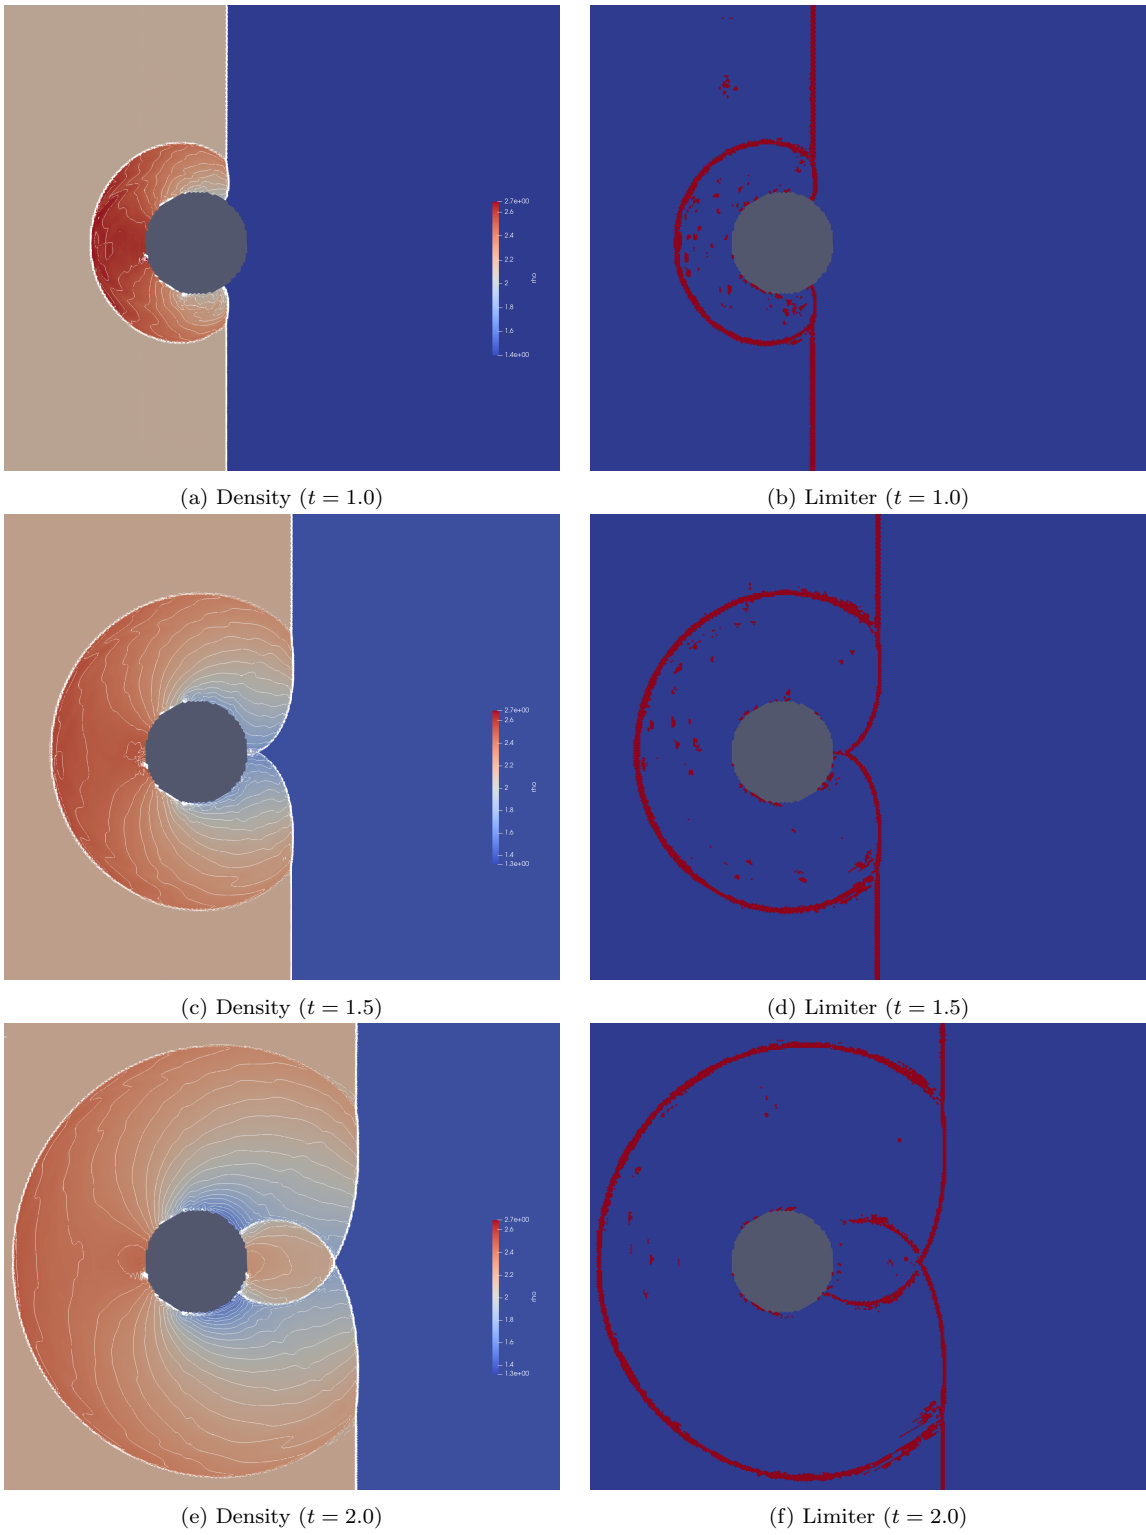 2.7e+00
2.6
2.4
2.2
2
1.8
1.6
1.4e+00
rho
(a) Density (t = 1.0)
(b) Limiter (t = 1.0)
2.7e+00
2.6
2.4
2.2
2
1.8
1.6
1.4
1.3e+00
rho
(c) Density (t = 1.5)
(d) Limiter (t = 1.5)
2.7e+00
2.6
2.4
2.2
2
1.8
1.6
1.4
1.3e+00
rho
(e) Density (t = 2.0)
(f) Limiter (t = 2.0)